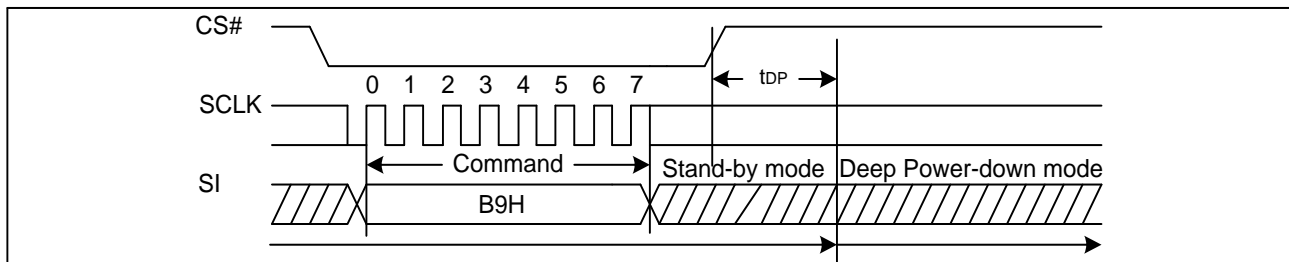 CS#
tDP
0 1 2 3 4 5 6 7
SCLK
Command
Stand-by mode Deep Power-down mode
SI
B9H